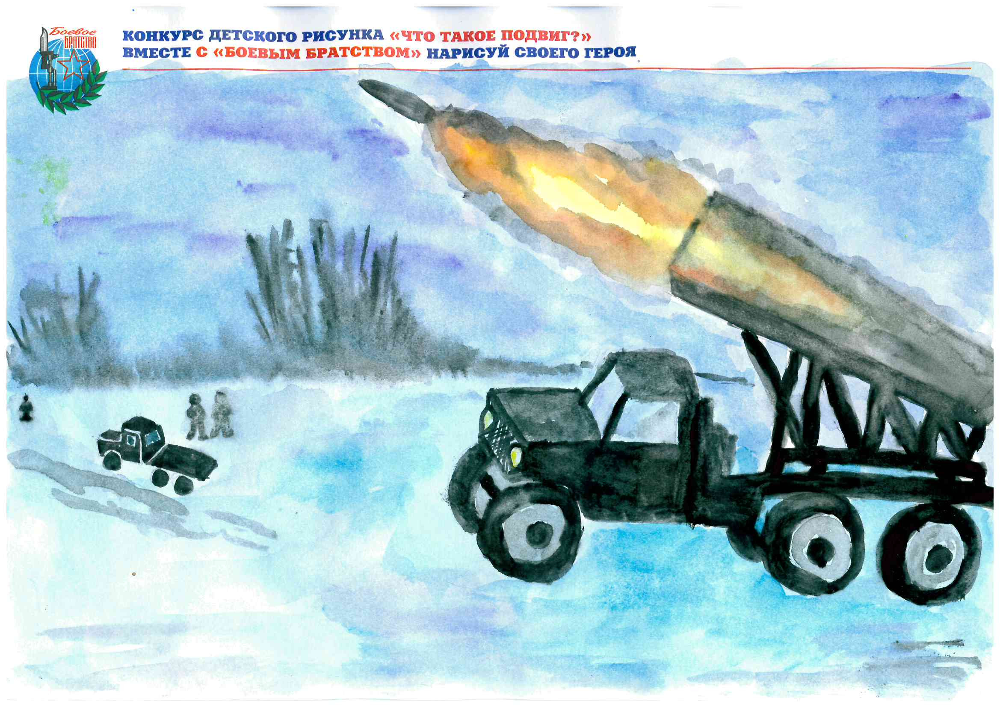 Боевое
БРАТСТВО
КОНКУРС ДЕТСКОГО РИСУНКА «ЧТО ТАКОЕ ПОДВИГ?»
ВМЕСТЕ С «БОЕВЫМ БРАТСТВОМ» НАРИСУЙ СВОЕГО ГЕРОЯ